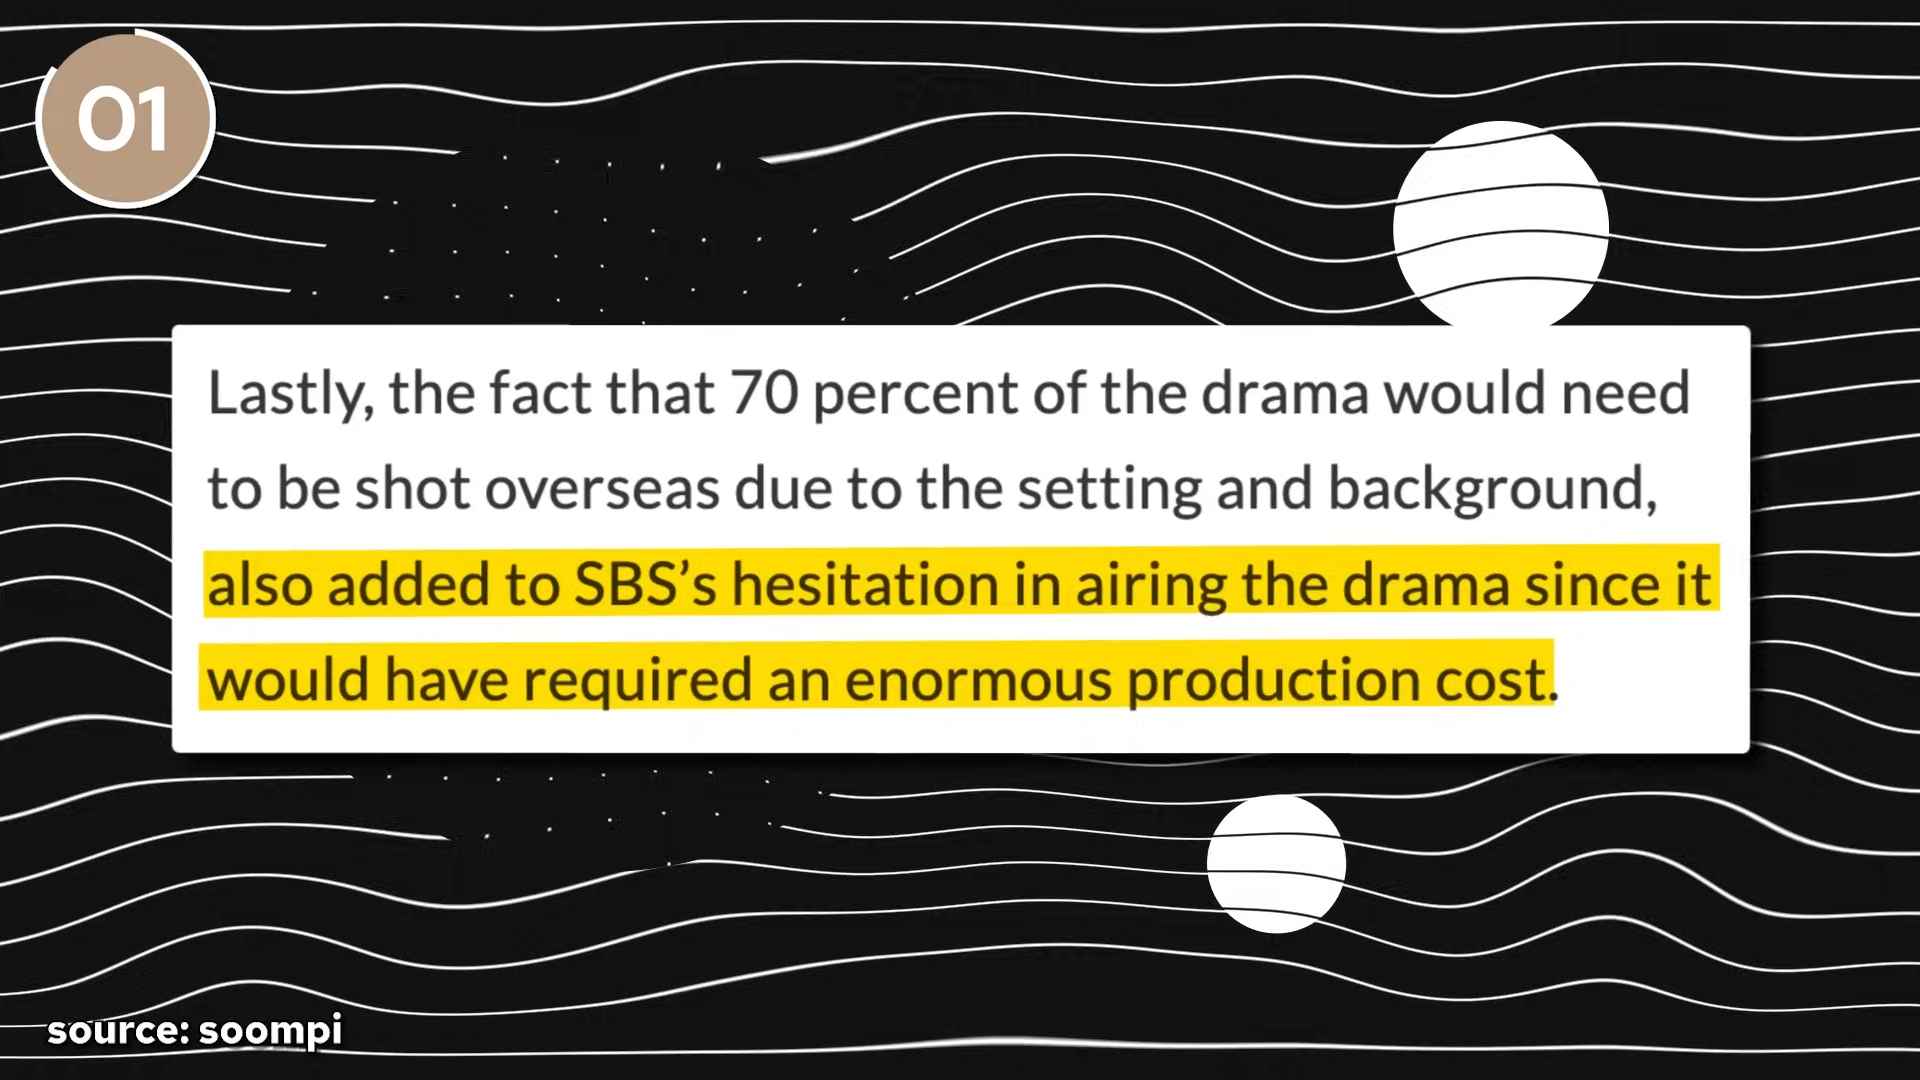 01
Lastly, the fact that 70 percent of the drama would need
to be shot overseas due to the setting and background,
also added to SBS’s hesitation in airing the drama since it
would have required an enormous production cost.
source: soompi